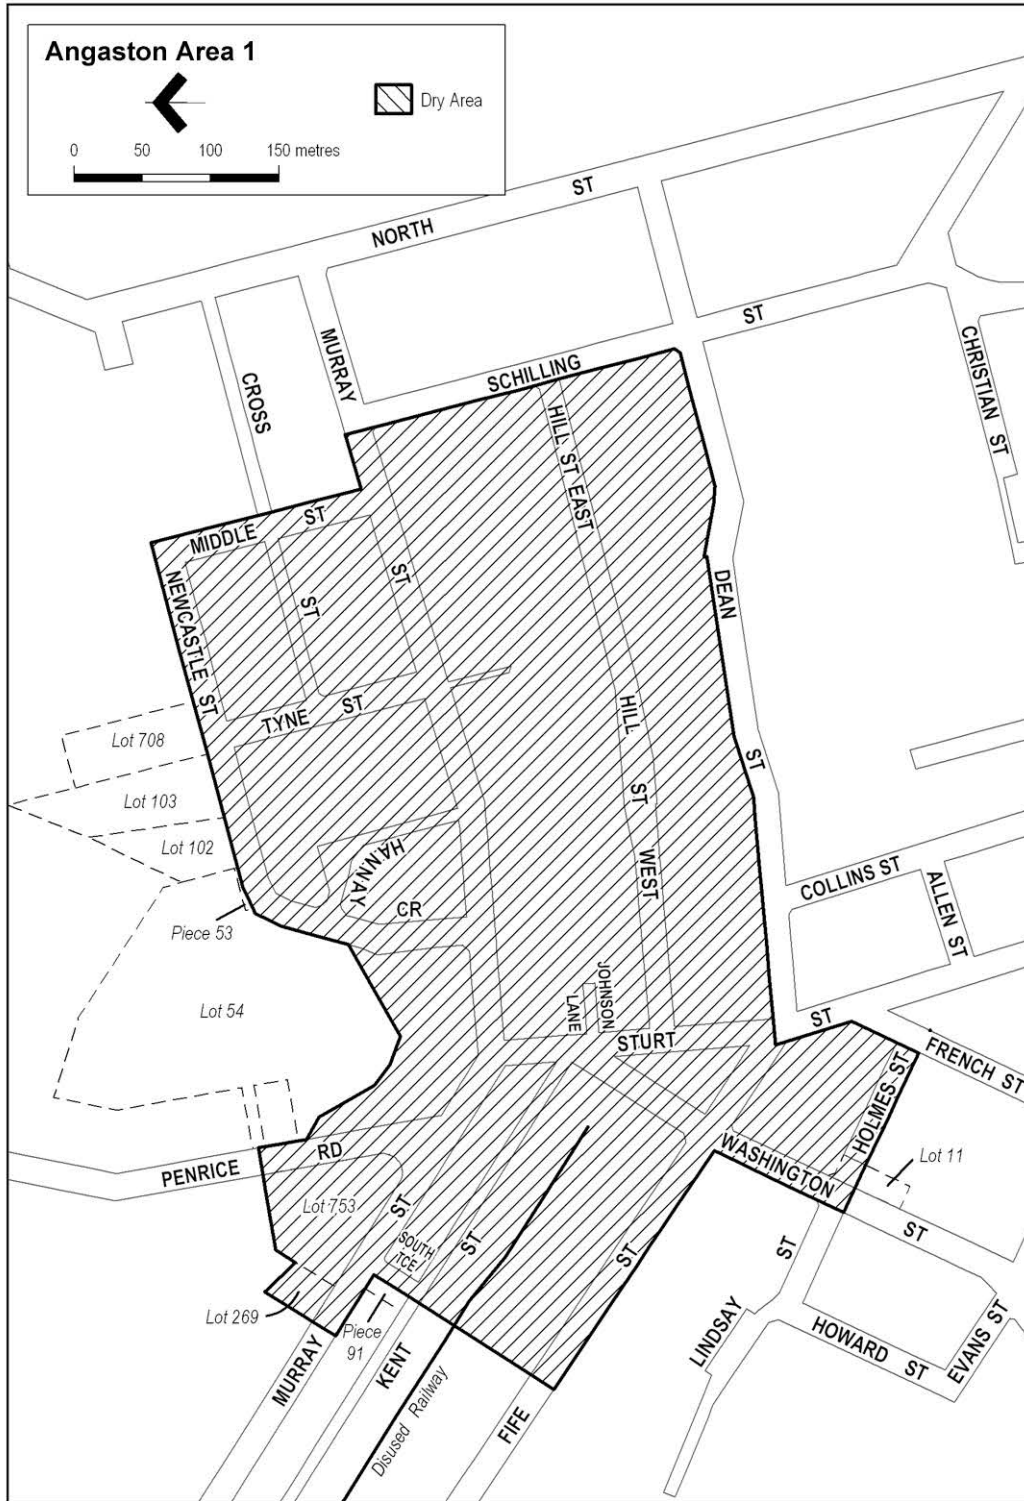 Angaston Area 1
Dry Area
0 50 100 150 metres
NORTH ST
MURRAY ST
CROSS ST
SCHILLING ST
CHRISTIAN ST
HILL ST EAST
MIDDLE ST
NEWCASTLE ST
DEAN ST
TYNE ST
HILL ST WEST
Lot 708
Lot 103
Lot 102
HANNAY CR
COLLINS ST
ALLEN ST
Piece 53
Lot 54
JOHNSON LANE
STURT ST
FRENCH ST
HOLMES ST
PENRICE RD
WASHINGTON ST
Lot 11
Lot 753
SOUTH TCE
Lot 269
MURRAY ST
Piece 91
KENT ST
Disused Railway
FIFE ST
LINDSAY ST
HOWARD ST
EVANS ST